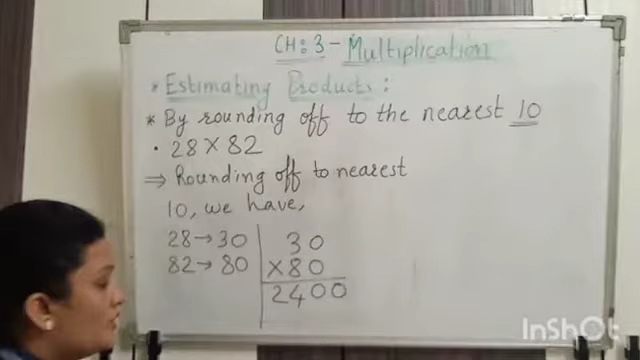 CH: 3 - Multiplication
* Estimating Products:
* By rounding off to the nearest 10
• 28 × 82
⇒ Rounding off to nearest
10, we have,
28 → 30
82 → 80
30
×80
2400
InShOt